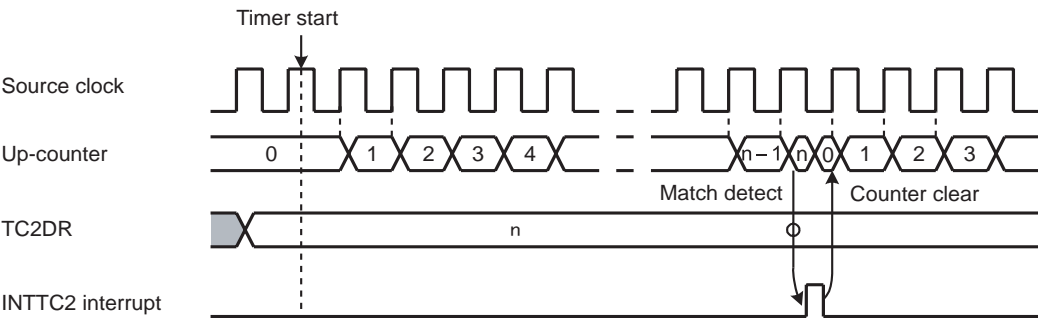 Timer start
Source clock
Up-counter 0 1 2 3 4 n – 1 n 0 1 2 3
Match detect Counter clear
TC2DR n
INTTC2 interrupt